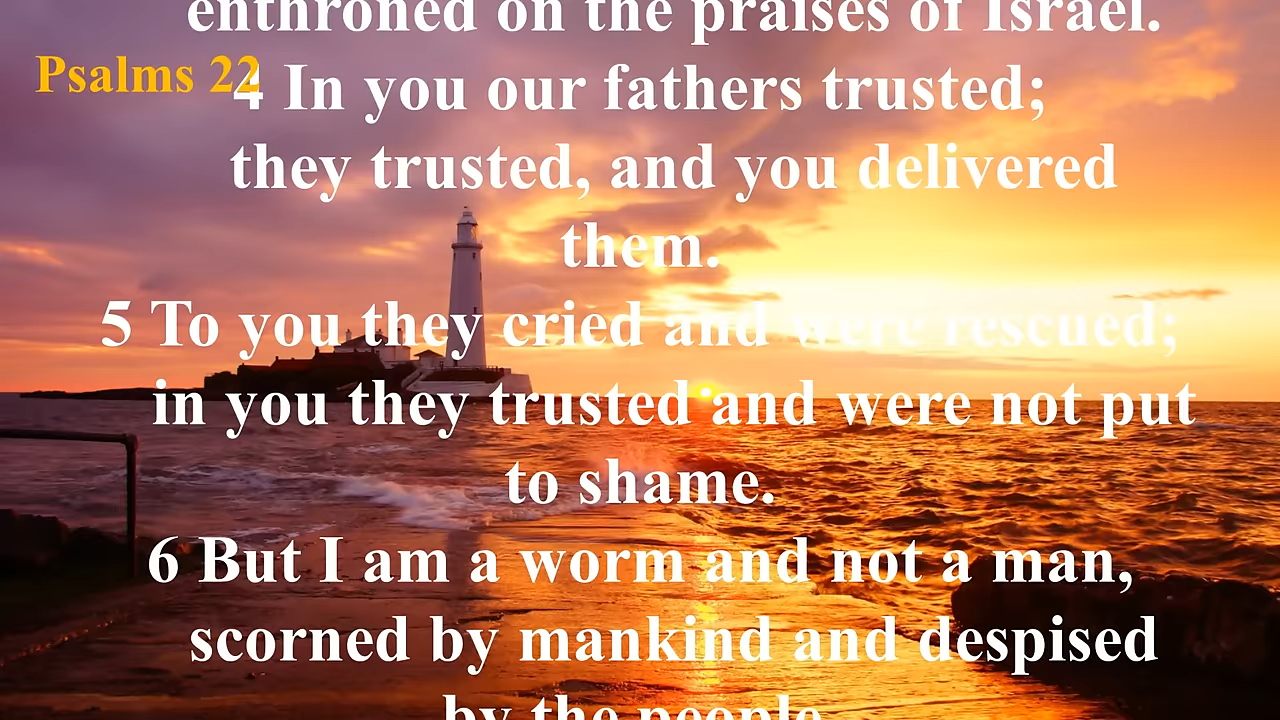 enthroned on the praises of Israel.
Psalms 22
4 In you our fathers trusted;
they trusted, and you delivered
them.
5 To you they cried and were rescued;
in you they trusted and were not put
to shame.
6 But I am a worm and not a man,
scorned by mankind and despised
by the people.